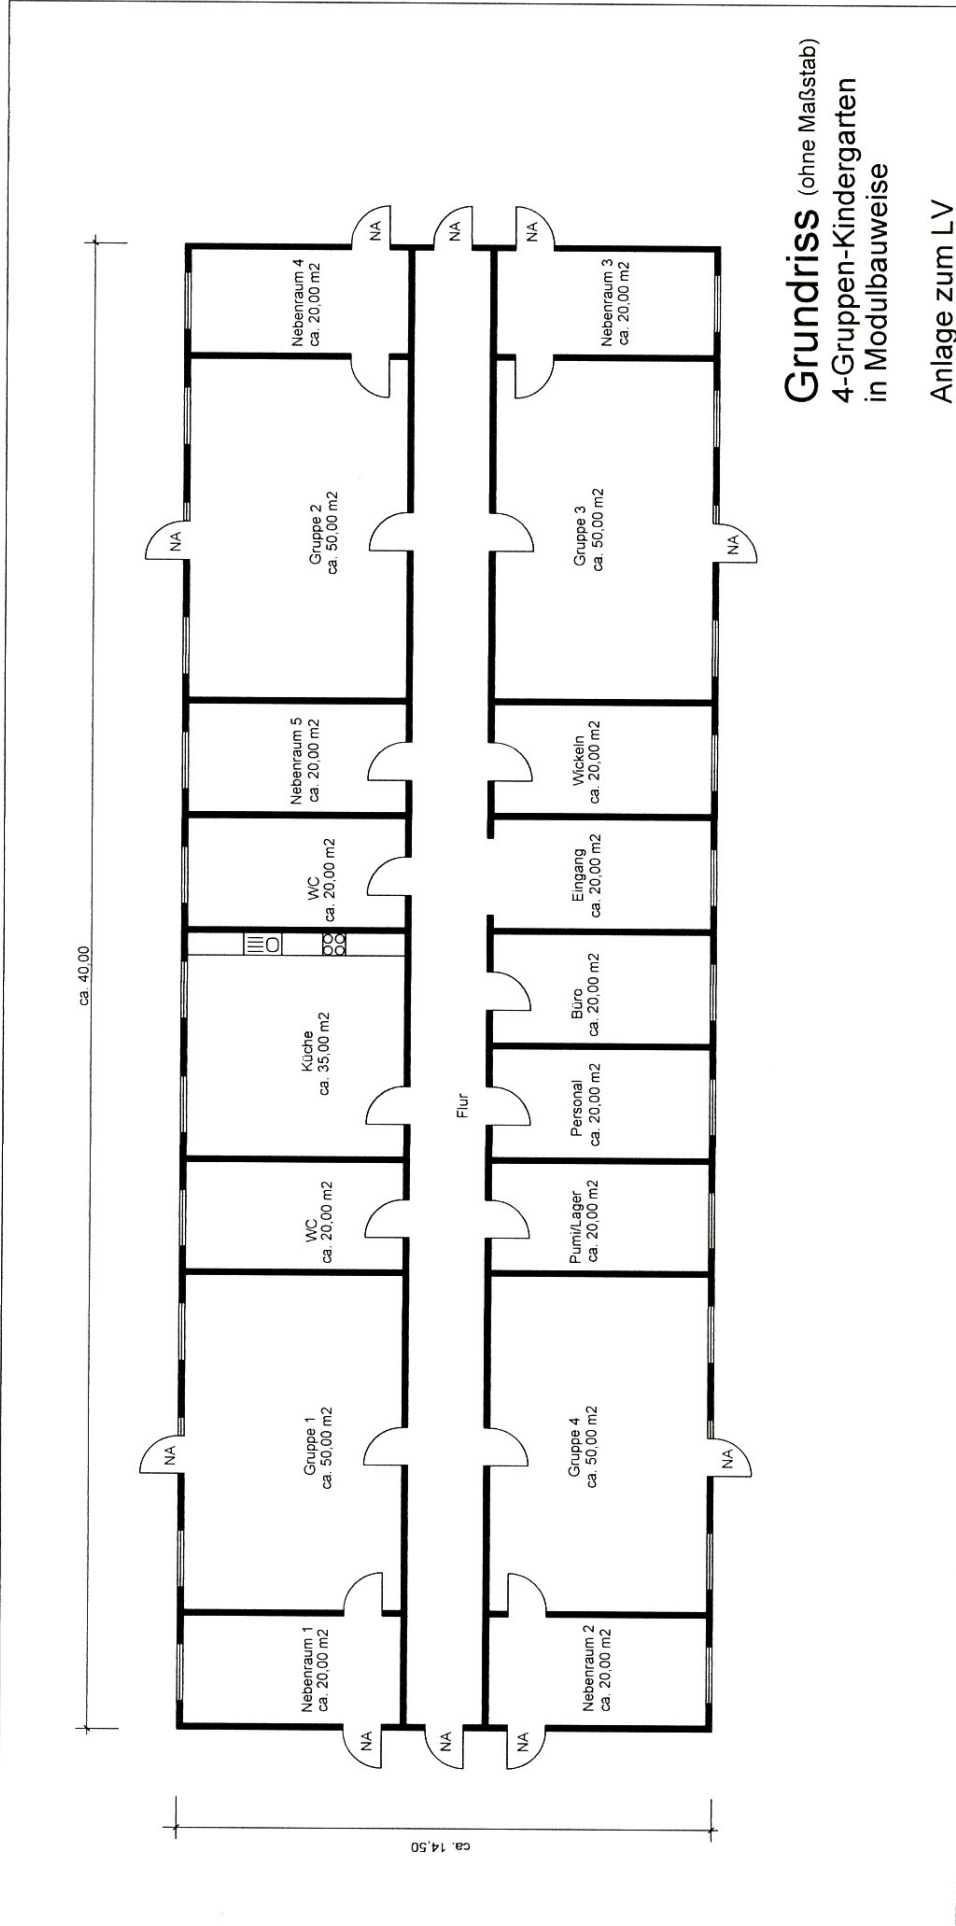 ca. 40,00
ca. 14,50
NA
Nebenraum 1
ca. 20,00 m2
Gruppe 1
ca. 50,00 m2
NA
WC
ca. 20,00 m2
Küche
ca. 35,00 m2
WC
ca. 20,00 m2
Nebenraum 5
ca. 20,00 m2
Gruppe 2
ca. 50,00 m2
NA
Nebenraum 4
ca. 20,00 m2
NA
NA
Flur
NA
NA
Nebenraum 2
ca. 20,00 m2
Gruppe 4
ca. 50,00 m2
NA
Pumi/Lager
ca. 20,00 m2
Personal
ca. 20,00 m2
Büro
ca. 20,00 m2
Eingang
ca. 20,00 m2
Wickeln
ca. 20,00 m2
Gruppe 3
ca. 50,00 m2
NA
Nebenraum 3
ca. 20,00 m2
NA
Grundriss (ohne Maßstab)
4-Gruppen-Kindergarten
in Modulbauweise
Anlage zum LV